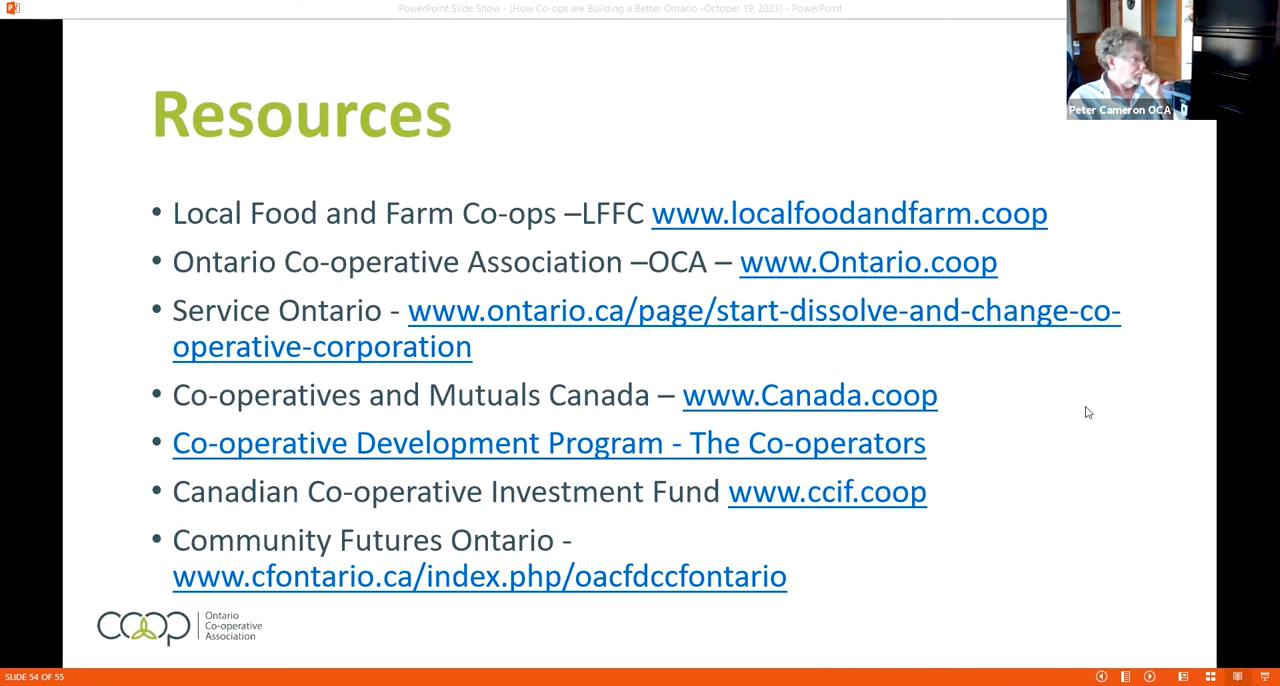 PowerPoint Slide Show - [How Co-ops are Building a Better Ontario -October 19, 2021] - PowerPoint
Peter Cameron OCA
Resources
• Local Food and Farm Co-ops –LFFC www.localfoodandfarm.coop
• Ontario Co-operative Association –OCA – www.Ontario.coop
• Service Ontario - www.ontario.ca/page/start-dissolve-and-change-co-
operative-corporation
• Co-operatives and Mutuals Canada – www.Canada.coop
• Co-operative Development Program - The Co-operators
• Canadian Co-operative Investment Fund www.ccif.coop
• Community Futures Ontario -
www.cfontario.ca/index.php/oacfdccfontario
coop
Ontario
Co-operative
Association
SLIDE 54 OF 55